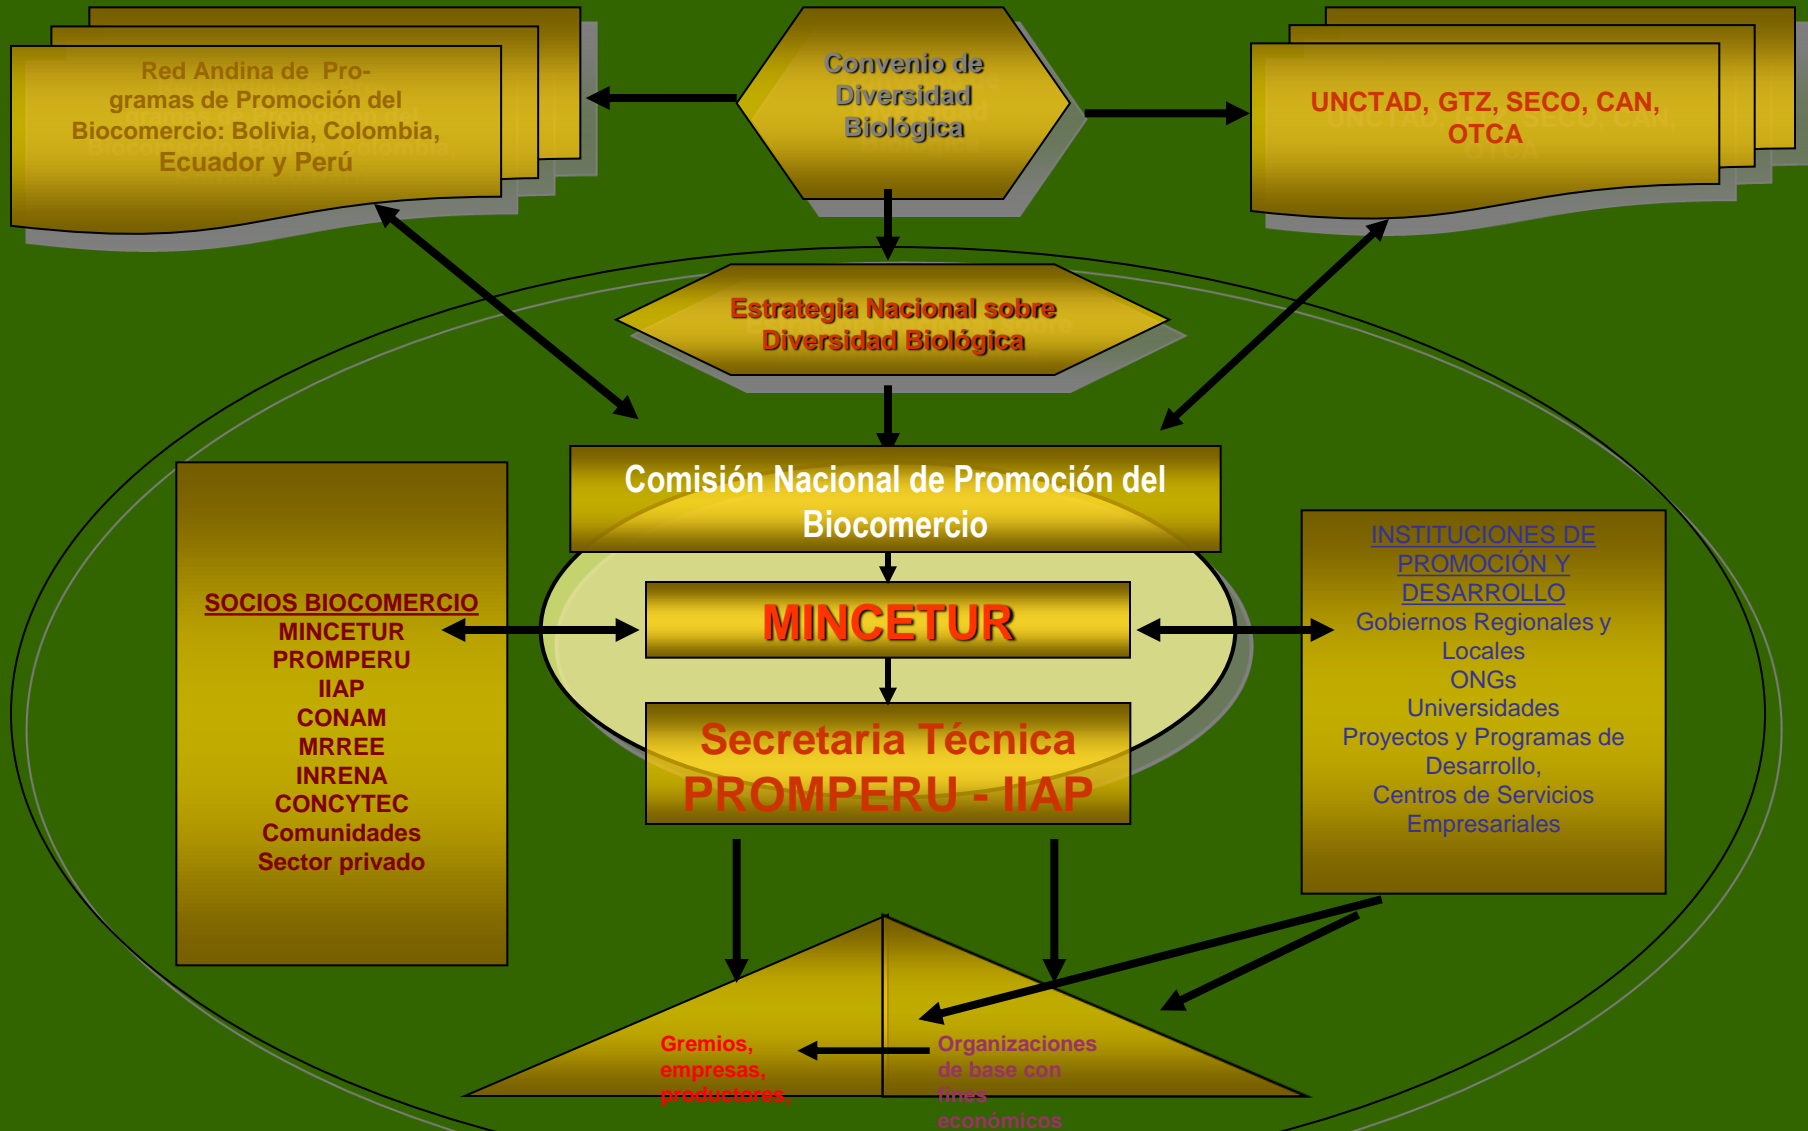 Red Andina de Pro-
gramas de Promoción del
Biocomercio: Bolivia, Colombia,
Ecuador y Perú
Convenio de
Diversidad
Biológica
UNCTAD, GTZ, SECO, CAN,
OTCA
Estrategia Nacional sobre
Diversidad Biológica
Comisión Nacional de Promoción del
Biocomercio
SOCIOS BIOCOMERCIO
MINCETUR
PROMPERU
IIAP
CONAM
MRREE
INRENA
CONCYTEC
Comunidades
Sector privado
MINCETUR
Secretaria Técnica
PROMPERU - IIAP
INSTITUCIONES DE
PROMOCIÓN Y
DESARROLLO
Gobiernos Regionales y
Locales
ONGs
Universidades
Proyectos y Programas de
Desarrollo,
Centros de Servicios
Empresariales
Gremios,
empresas,
productores,
Organizaciones
de base con
fines
económicos